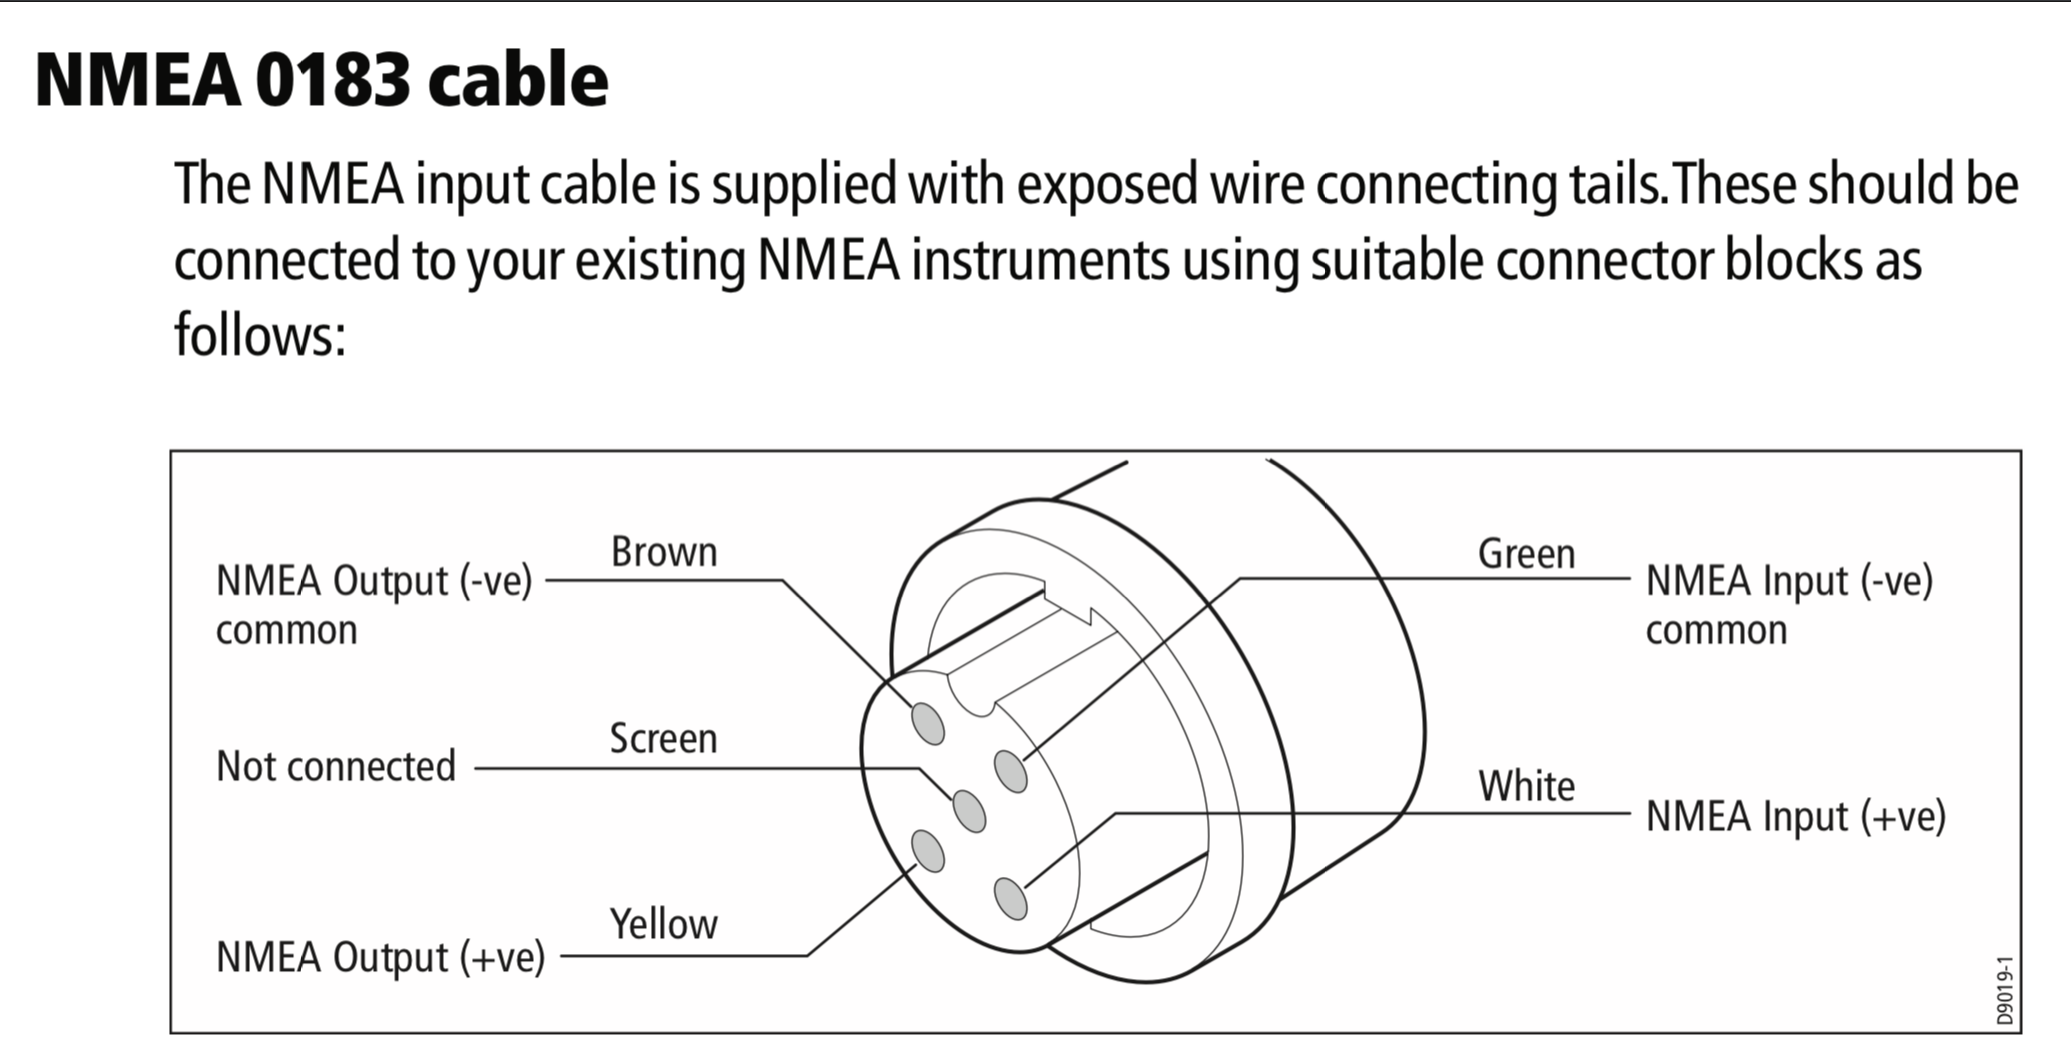 NMEA 0183 cable
The NMEA input cable is supplied with exposed wire connecting tails. These should be
connected to your existing NMEA instruments using suitable connector blocks as
follows:
Brown
NMEA Output (-ve)
common
Green
NMEA Input (-ve)
common
Screen
Not connected
White
NMEA Input (+ve)
Yellow
NMEA Output (+ve)
D9019-1